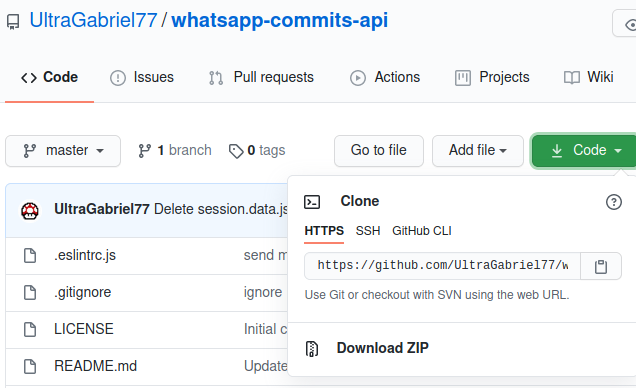 UltraGabriel77 / whatsapp-commits-api
Code Issues Pull requests Actions Projects Wiki
master 1 branch 0 tags Go to file Add file Code
UltraGabriel77 Delete session.data.js
Clone
HTTPS SSH GitHub CLI
.eslintrc.js send m
https://github.com/UltraGabriel77/w
.gitignore ignore
Use Git or checkout with SVN using the web URL.
LICENSE Initial c
Download ZIP
README.md Update